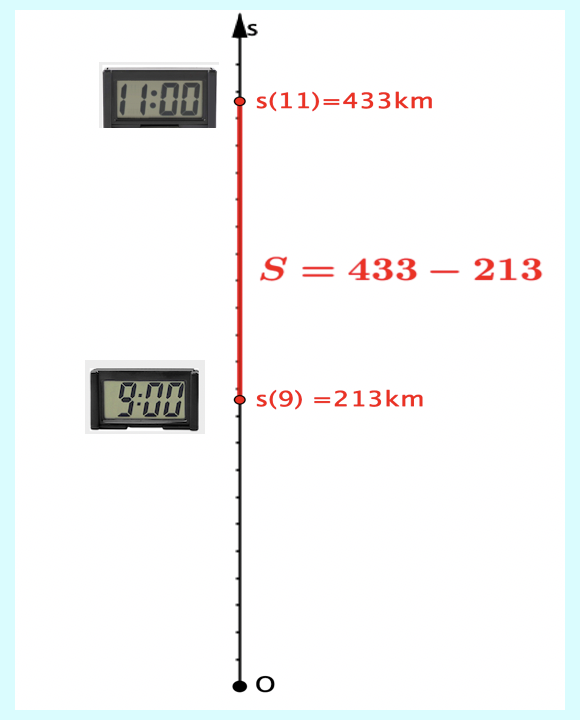 s
11:00
s(11)=433km
S = 433 – 213
9:00
s(9) =213km
O